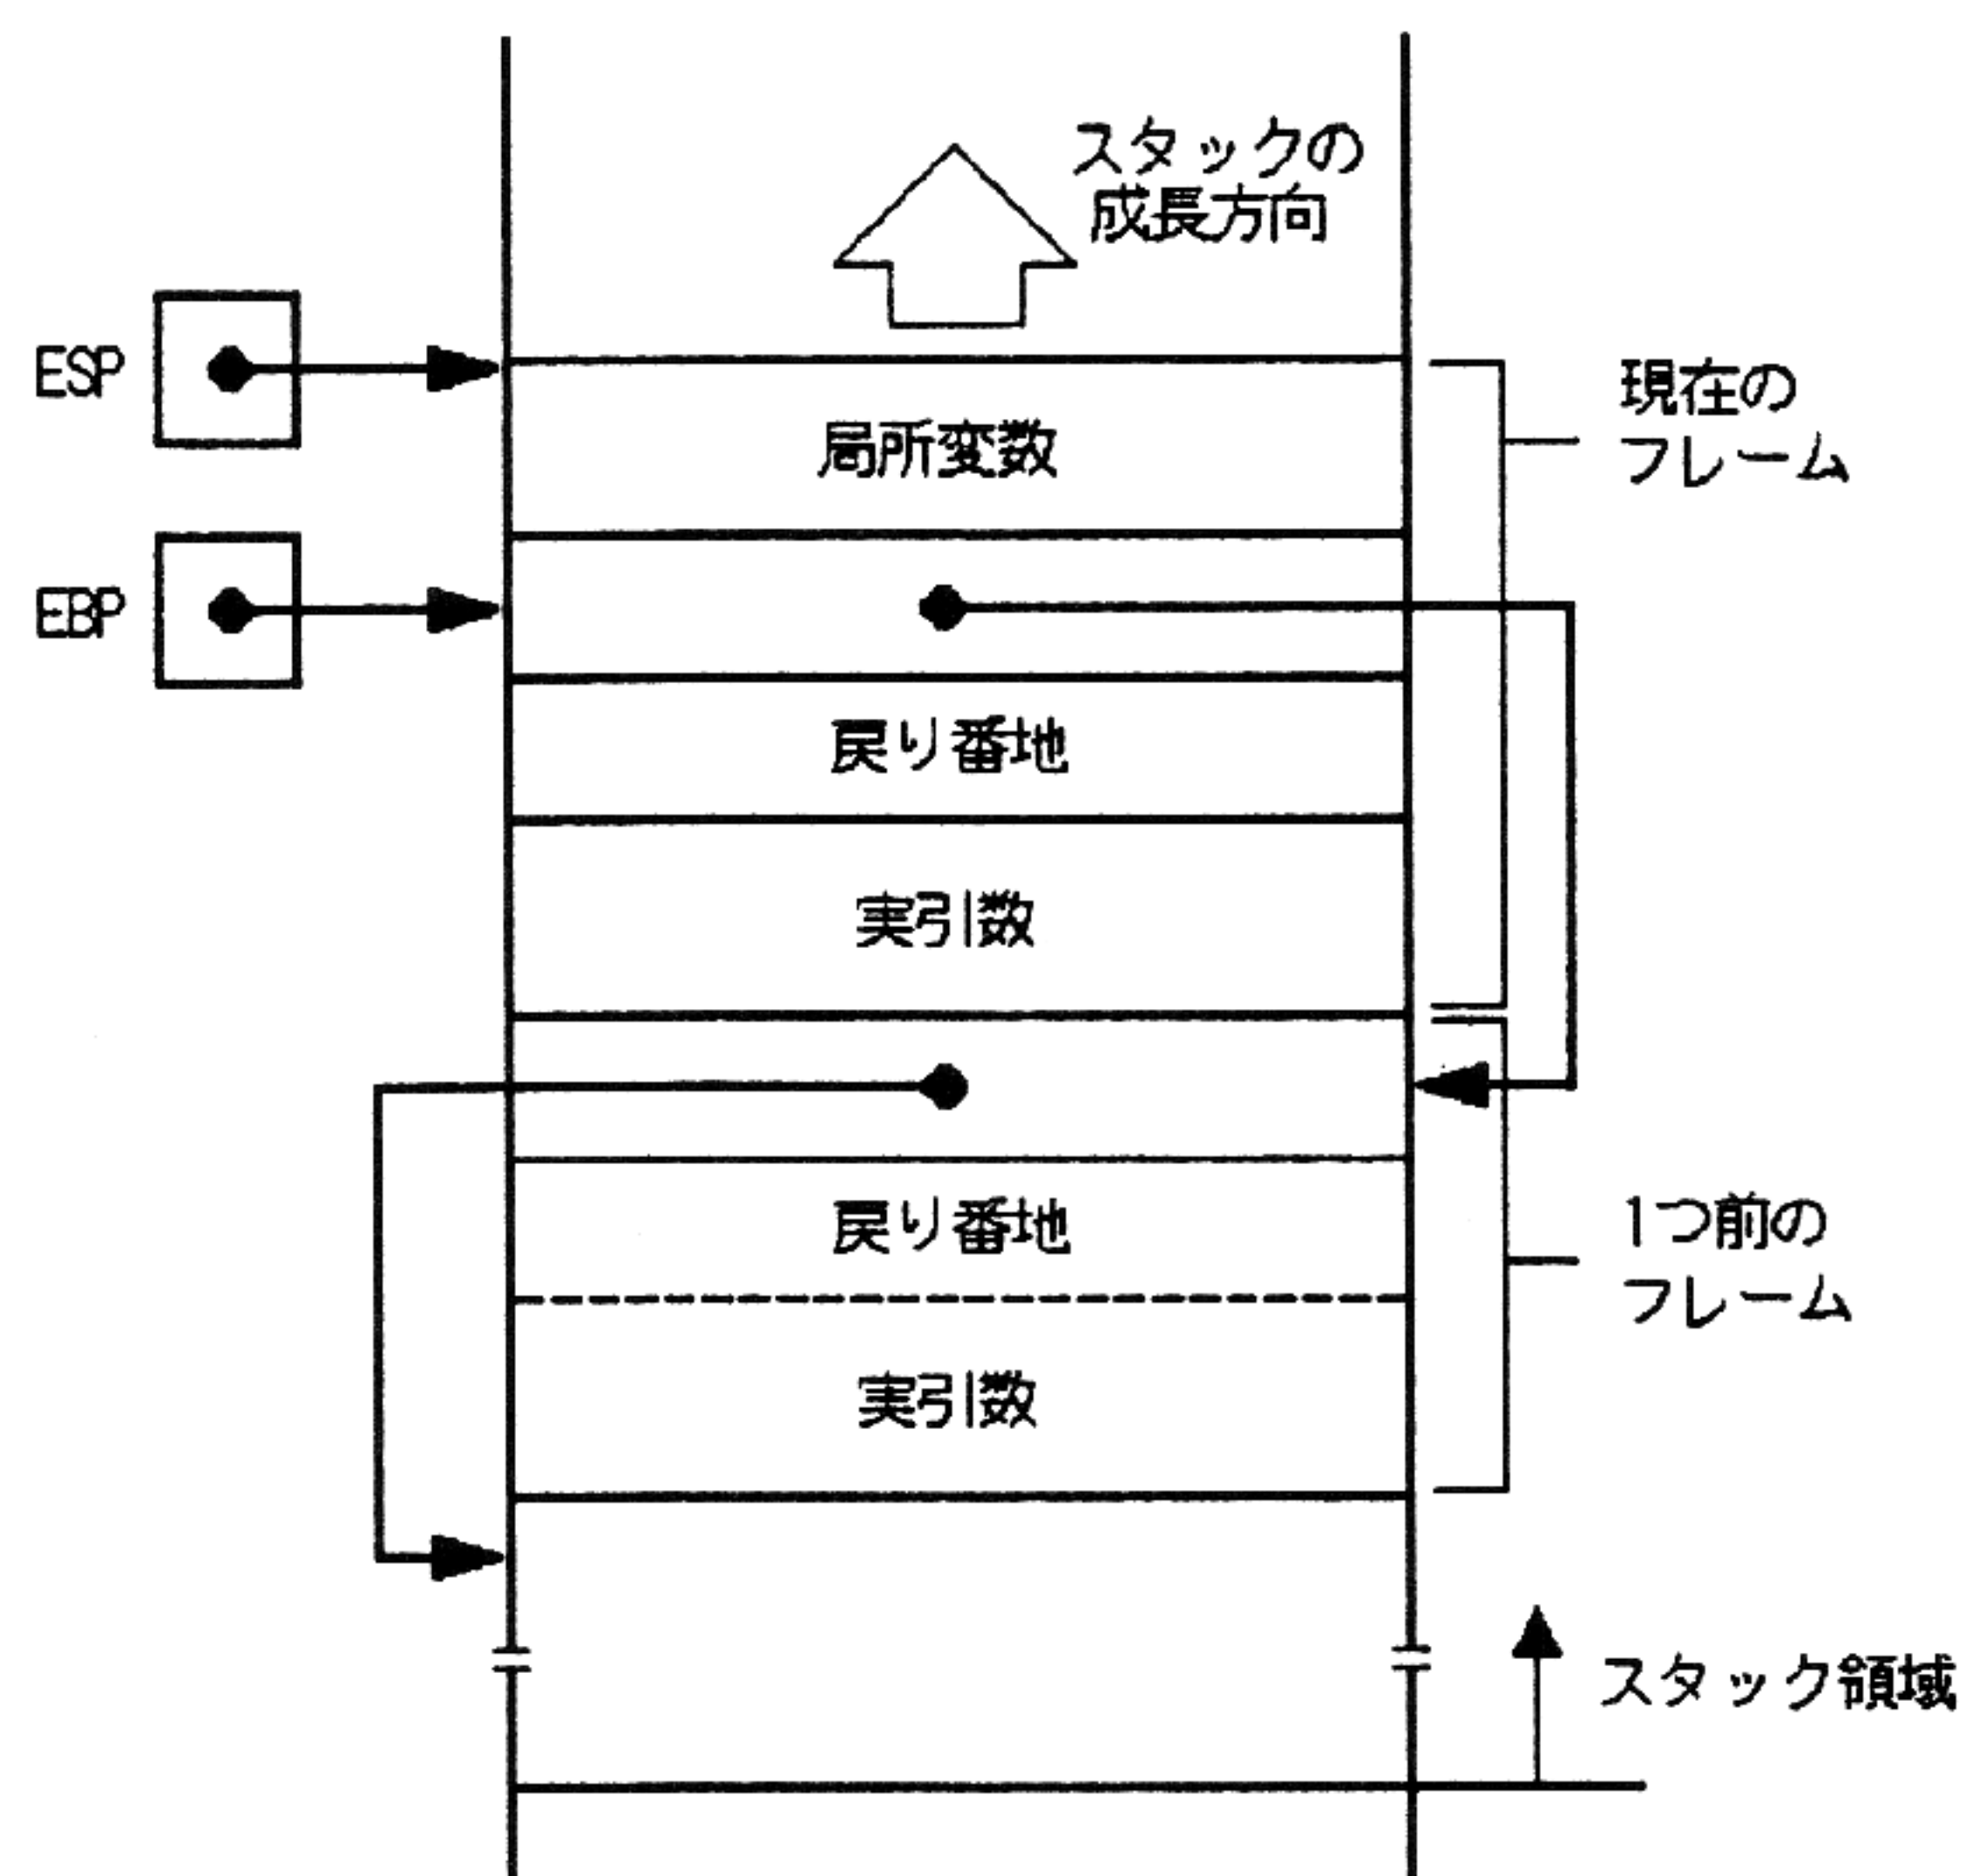 スタックの
成長方向
ESP
局所変数
現在の
フレーム
EBP
戻り番地
実引数
戻り番地
1つ前の
フレーム
実引数
スタック領域